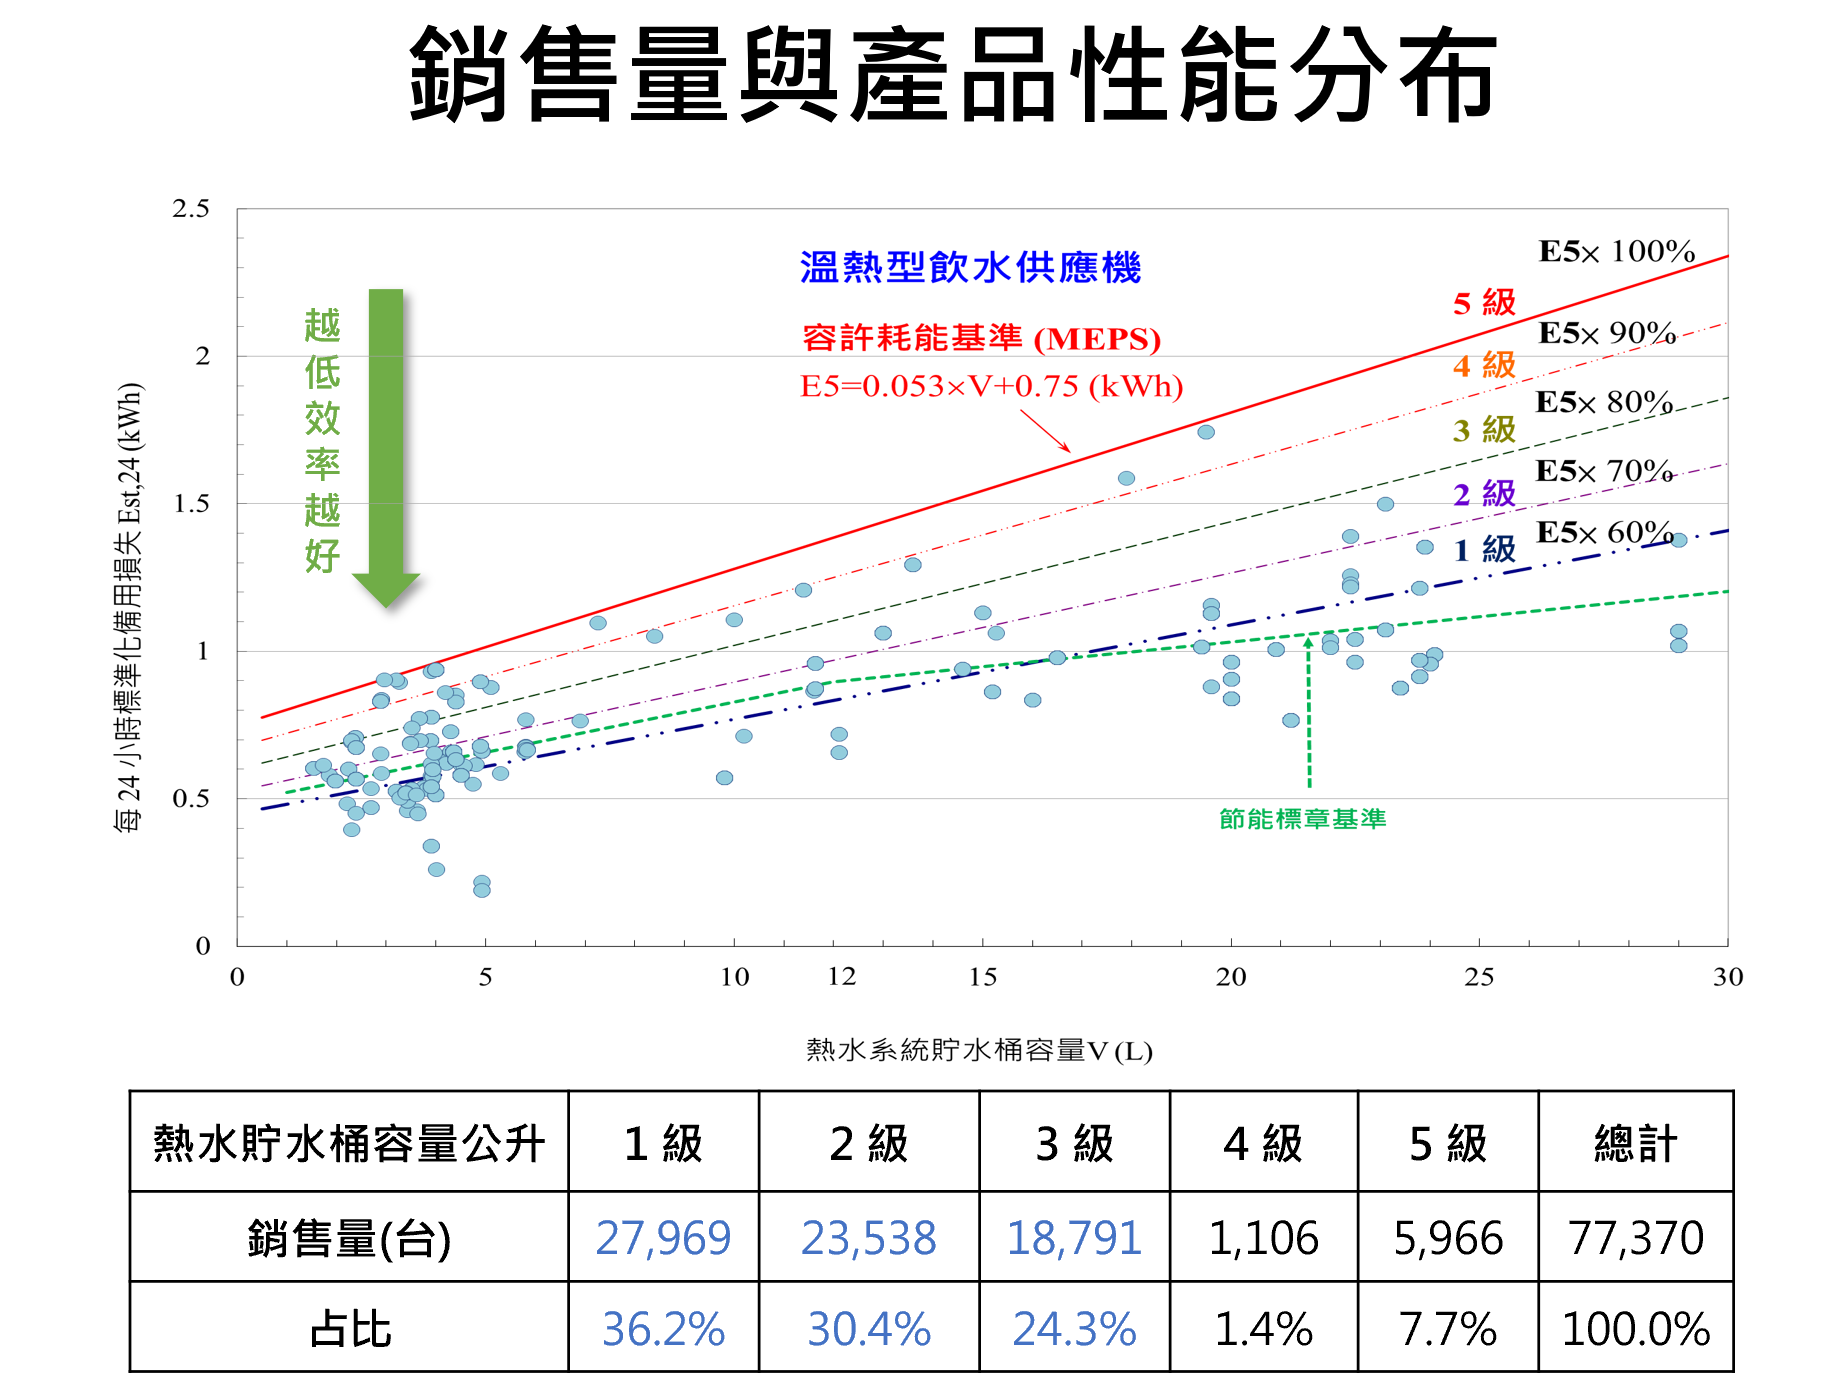 銷售量與產品性能分布
2.5
2
1.5
1
0.5
0
每 24 小時標準化備用損失 Est,24 (kWh)
越低效率越好
溫熱型飲水供應機
容許耗能基準 (MEPS)
E5=0.053×V+0.75 (kWh)
E5× 100%
5 級
E5× 90%
4 級
E5× 80%
3 級
E5× 70%
2 級
E5× 60%
1 級
節能標章基準
0 5 10 12 15 20 25 30
熱水系統貯水桶容量V (L)
熱水貯水桶容量公升 1 級 2 級 3 級 4 級 5 級 總計
銷售量(台) 27,969 23,538 18,791 1,106 5,966 77,370
占比 36.2% 30.4% 24.3% 1.4% 7.7% 100.0%